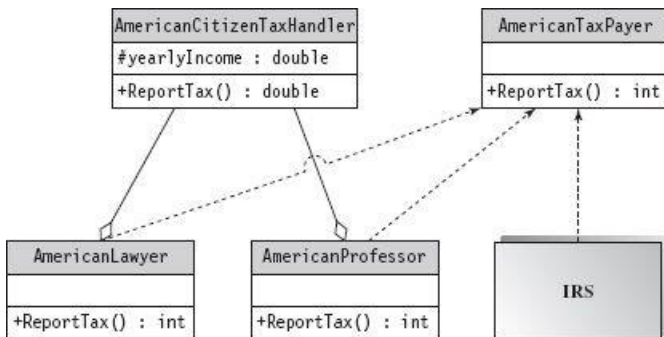 AmericanCitizenTaxHandler
#yearlyIncome : double
+ReportTax() : double
AmericanTaxPayer
+ReportTax() : int
AmericanLawyer
+ReportTax() : int
AmericanProfessor
+ReportTax() : int
IRS